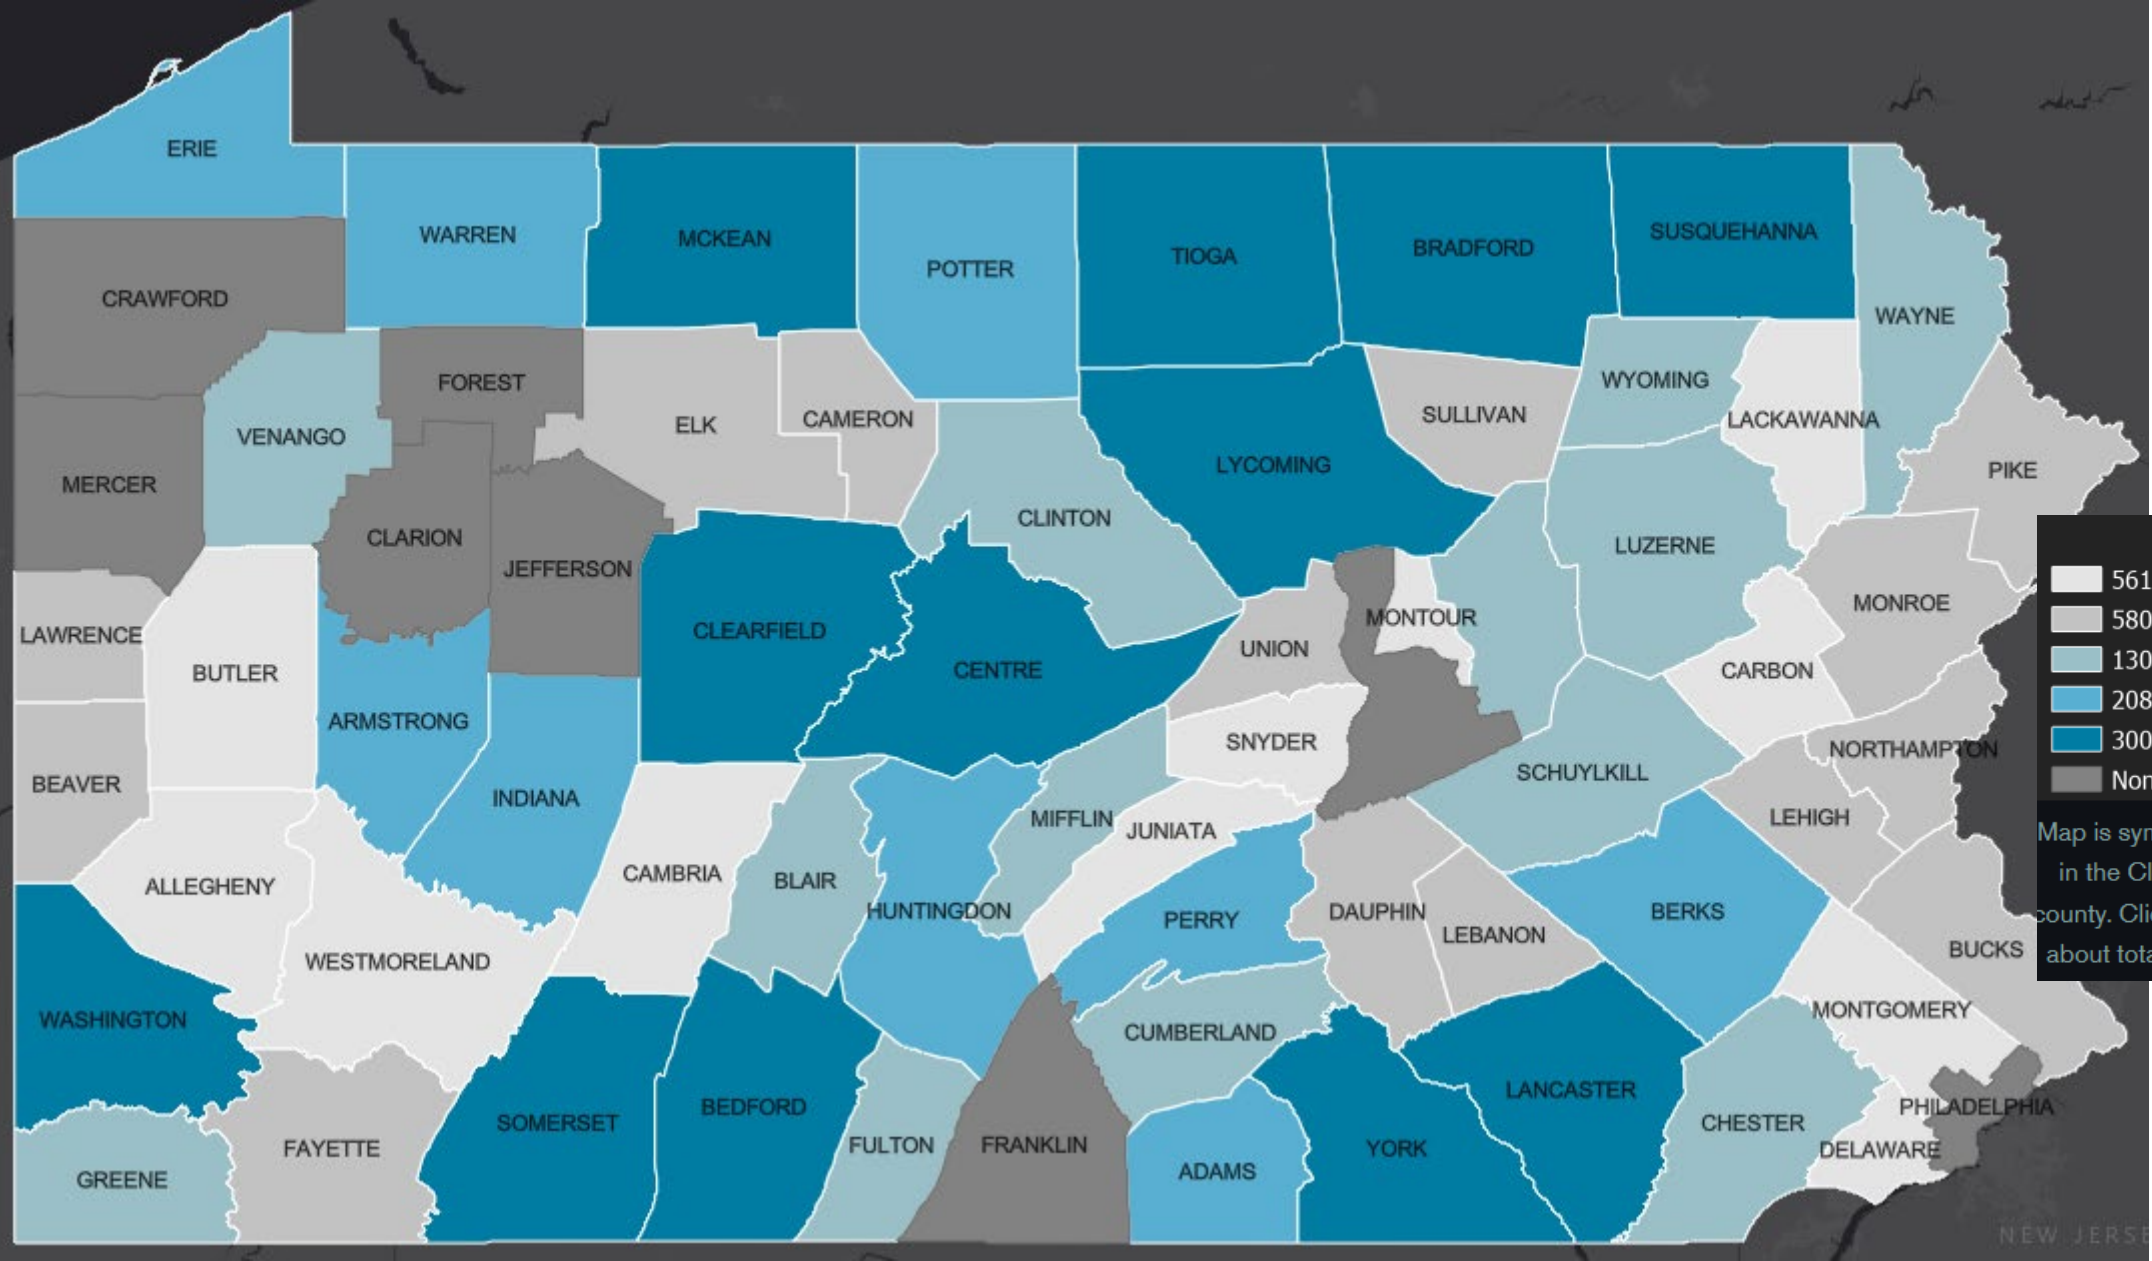 ERIE
WARREN
MCKEAN
POTTER
TIOGA
BRADFORD
SUSQUEHANNA
WAYNE
CRAWFORD
FOREST
ELK
CAMERON
SULLIVAN
WYOMING
LACKAWANNA
VENANGO
MERCER
LYCOMING
PIKE
CLARION
JEFFERSON
CLINTON
LUZERNE
LAWRENCE
BUTLER
CLEARFIELD
CENTRE
UNION
MONTOUR
MONROE
CARBON
ARMSTRONG
SNYDER
NORTHAMPTON
BEAVER
INDIANA
SCHUYLKILL
MIFFLIN
JUNIATA
LEHIGH
ALLEGHENY
CAMBRIA
BLAIR
HUNTINGDON
PERRY
DAUPHIN
LEBANON
BERKS
BUCKS
WESTMORELAND
WASHINGTON
CUMBERLAND
MONTGOMERY
LANCASTER
SOMERSET
BEDFORD
FULTON
FRANKLIN
ADAMS
YORK
CHESTER
PHILADELPHIA
DELAWARE
GREENE
FAYETTE
561
580
130
208
300
Non
Map is syn
in the Cl
county. Cli
about tota
NEW JERSE